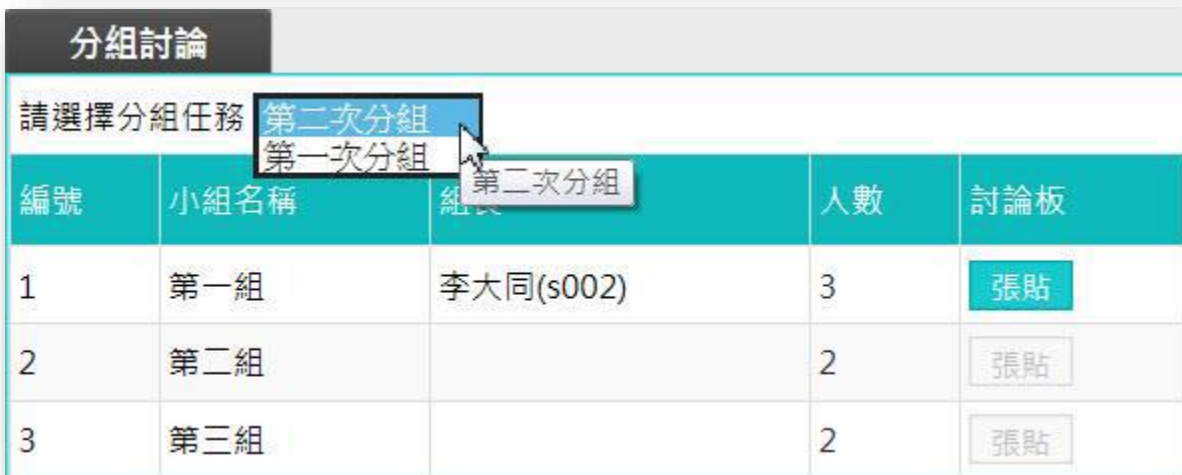 分組討論
請選擇分組任務 第二次分組
第一次分組
第二次分組
編號 小組名稱 人數 討論板
1 第一組 李大同(s002) 3 張貼
2 第二組 2 張貼
3 第三組 2 張貼